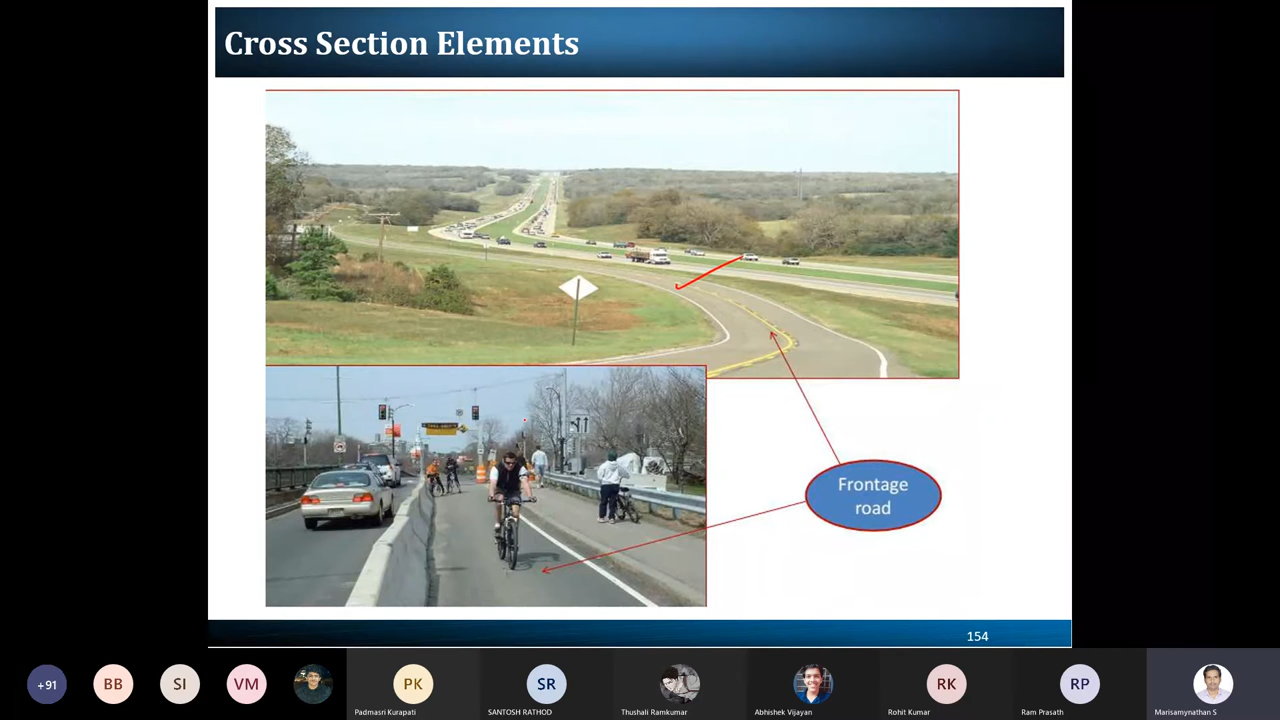 Cross Section Elements
Frontage
road
154
+91
BB
SI
VM
PK
SR
RK
RP
Padmasri Kurapati
SANTOSH RATHOD
Thushali Ramkumar
Abhishek Vijayan
Rohit Kumar
Ram Prasath
Marisamynathan S